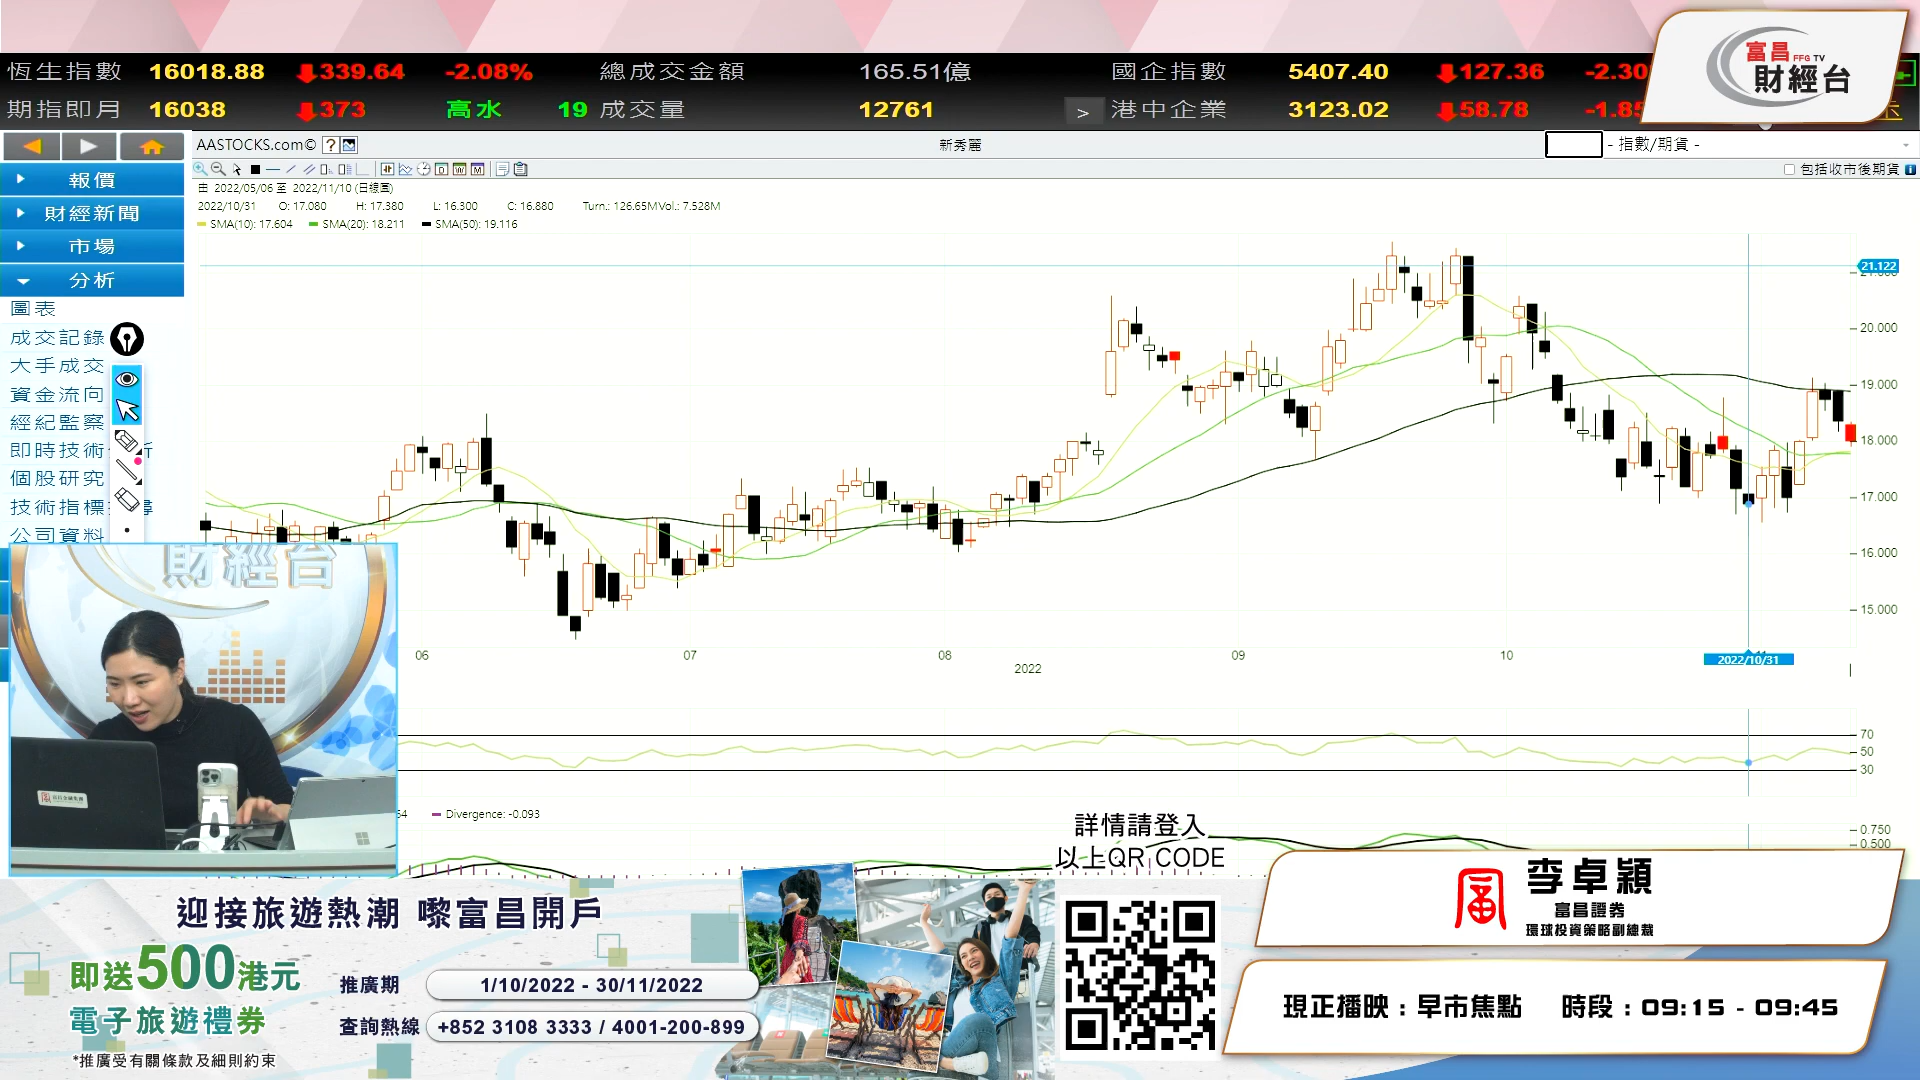 恆生指數 16018.88 339.64 -2.08% 總成交金額 165.51億 國企指數 5407.40 127.36 -2.30
期指即月 16038 373 高水 19 成交量 12761 > 港中企業 3123.02 58.78 -1.85
富昌 FFG TV
財經台
AASTOCKS.com© ? 新秀麗 - 指數/期貨 -
包括收市後期貨
報價
財經新聞
市場
分析
圖表
成交記錄
大手成交
資金流向
經紀監察
即時技術 析
個股研究
技術指標 尋
公司資料
由 2022/05/06 至 2022/11/10 (日線圖)
2022/10/31 O: 17.080 H: 17.380 L: 16.300 C: 16.880 Turn.: 126.65M Vol.: 7.528M
SMA(10): 17.604 SMA(20): 18.211 SMA(50): 19.116
21.122
20.000
19.000
18.000
17.000
16.000
15.000
06 07 08 09 10
2022/10/31
2022
70
50
30
64 Divergence: -0.093
0.750
0.500
財經台
詳情請登入
以上QR CODE
迎接旅遊熱潮 嚟富昌開戶
即送500港元
電子旅遊禮券
*推廣受有關條款及細則約束
推廣期 1/10/2022 - 30/11/2022
查詢熱線 +852 3108 3333 / 4001-200-899
李卓穎
富昌證券
環球投資策略副總裁
現正播映：早市焦點 時段：09:15 - 09:45